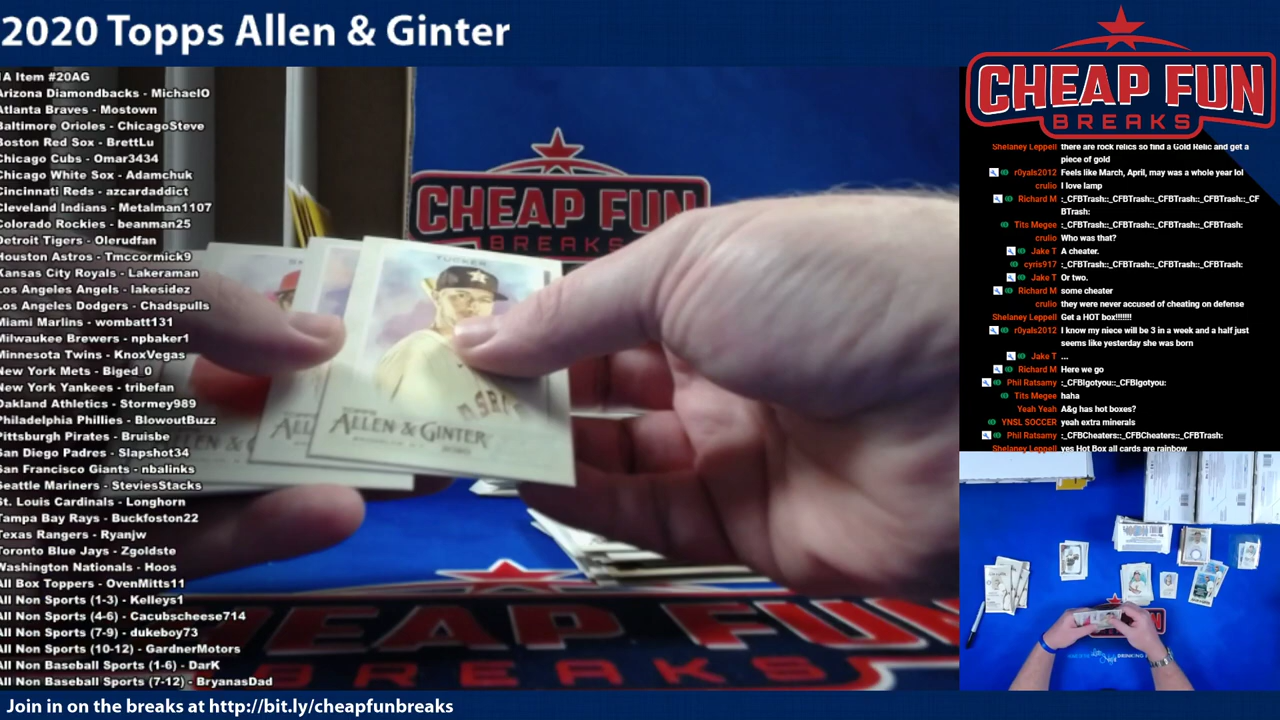 2020 Topps Allen & Ginter
1A Item #20AG
Arizona Diamondbacks - MichaelO
Atlanta Braves - Mostown
Baltimore Orioles - ChicagoSteve
Boston Red Sox - BrettLu
Chicago Cubs - Omar3434
Chicago White Sox - Adamchuk
Cincinnati Reds - azcardaddict
Cleveland Indians - Metalman1107
Colorado Rockies - beanman25
Detroit Tigers - Olerudfan
Houston Astros - Tmccormick9
Kansas City Royals - Lakeraman
Los Angeles Angels - lakesidez
Los Angeles Dodgers - Chadspulls
Miami Marlins - wombatt131
Milwaukee Brewers - npbaker1
Minnesota Twins - KnoxVegas
New York Mets - Biged_0
New York Yankees - tribefan
Oakland Athletics - Stormey989
Philadelphia Phillies - BlowoutBuzz
Pittsburgh Pirates - Bruisbe
San Diego Padres - Slapshot34
San Francisco Giants - nbalinks
Seattle Mariners - SteviesStacks
St. Louis Cardinals - Longhorn
Tampa Bay Rays - Buckfoston22
Texas Rangers - Ryanjw
Toronto Blue Jays - Zgoldste
Washington Nationals - Hoos
All Box Toppers - OvenMitts11
All Non Sports (1-3) - Kelleys1
All Non Sports (4-6) - Cacubscheese714
All Non Sports (7-9) - dukeboy73
All Non Sports (10-12) - GardnerMotors
All Non Baseball Sports (1-6) - DarK
All Non Baseball Sports (7-12) - BryanasDad
CHEAP FUN
BREAKS
TUCKER
ALLEN & GINTER
CHEAP FUN
BREAKS
EAP FUN
BREAKS
Shelaney Leppell there are rock relics so find a Gold Relic and get a
piece of gold
r0yals2012 Feels like March, April, may was a whole year lol
crulio I love lamp
Richard M :_CFBTrash::_CFBTrash::_CFBTrash::_CFBTrash::_CF
BTrash:
Tits Megee :_CFBTrash::_CFBTrash::_CFBTrash::_CFBTrash:
crulio Who was that?
Jake T A cheater.
cyris917 :_CFBTrash::_CFBTrash::_CFBTrash::_CFBTrash:
Jake T Or two.
Richard M some cheater
crulio they were never accused of cheating on defense
Shelaney Leppell Get a HOT box!!!!!!!
r0yals2012 I know my niece will be 3 in a week and a half just
seems like yesterday she was born
Jake T ...
Richard M Here we go
Phil Ratsamy :_CFBIgotyou::_CFBIgotyou:
Tits Megee haha
Yeah Yeah A&g has hot boxes?
YNSL SOCCER yeah extra minerals
Phil Ratsamy :_CFBCheaters::_CFBCheaters::_CFBTrash:
Shelaney Leppell yes Hot Box all cards are rainbow
Join in on the breaks at http://bit.ly/cheapfunbreaks